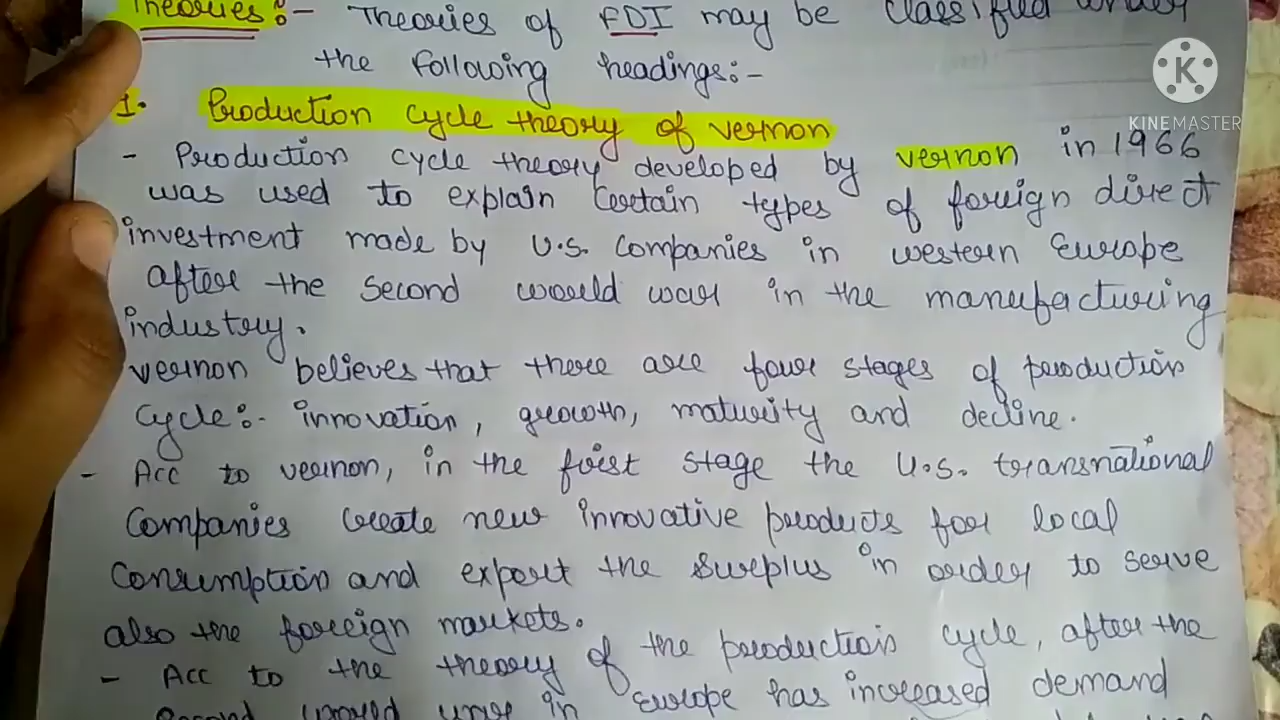 Theories:- Theories of FDI may be classified under
the following headings:-
1. Production cycle theory of vernon
- Production cycle theory developed by vernon in 1966
was used to explain certain types of foreign direct
investment made by U.S. Companies in western Europe
after the second world war in the manufacturing
industry.
vernon believes that there are four stages of production
cycle:- innovation, growth, maturity and decline.
- Acc to vernon, in the first stage the U.S. transnational
Companies create new innovative products for local
consumption and export the surplus in order to serve
also the foreign markets.
- Acc to the theory of the production cycle, after the
Second world war in Europe has increased demand
KINEMASTER